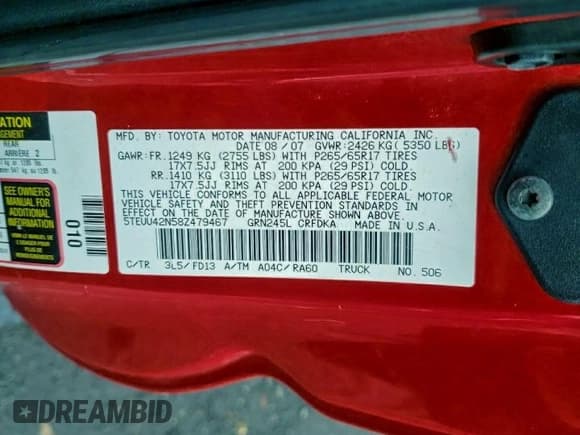 ATION
AGEMENT
REAR
ARRIÈRE 2
SEE OWNER'S
MANUAL FOR
ADDITIONAL
INFORMATION
010
MFD. BY: TOYOTA MOTOR MANUFACTURING CALIFORNIA INC.
DATE 08 / 07 GVWR: 2426 KG ( 5350 LBS)
GAWR: FR. 1249 KG (2755 LBS) WITH P265/65R17 TIRES
17X7.5JJ RIMS AT 200 KPA (29 PSI) COLD.
RR. 1410 KG (3110 LBS) WITH P265/65R17 TIRES
17X7.5JJ RIMS AT 200 KPA (29 PSI) COLD.
THIS VEHICLE CONFORMS TO ALL APPLICABLE FEDERAL MOTOR
VEHICLE SAFETY AND THEFT PREVENTION STANDARDS IN
EFFECT ON THE DATE OF MANUFACTURE SHOWN ABOVE.
5TEUU42N58Z479467 GRN245L CRFDKA MADE IN U.S.A.
C/TR 3L5/ FD13 A/TM A04C/ RA60 TRUCK NO. 506
DREAMBID